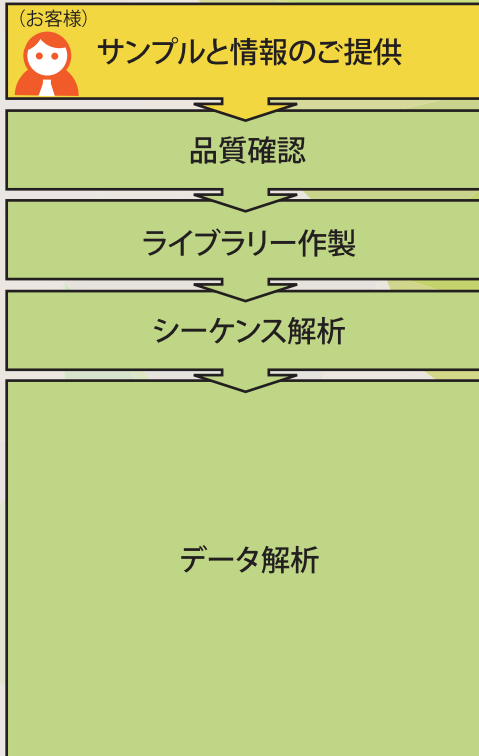 （お客様）
サンプルと情報のご提供
品質確認
ライブラリー作製
シーケンス解析
データ解析